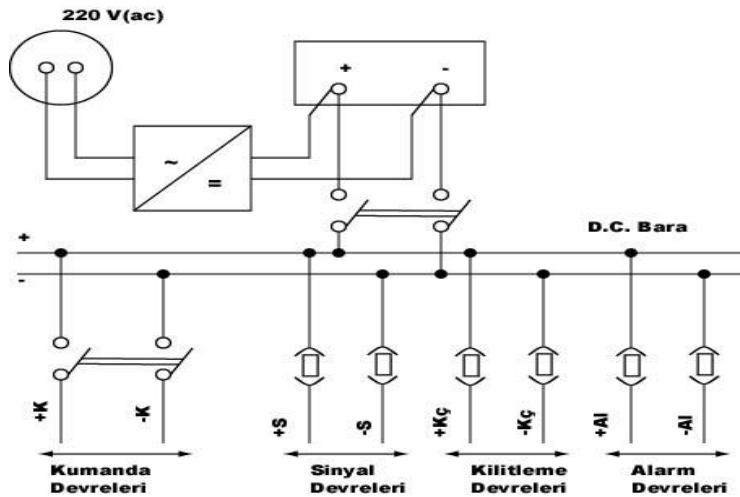 220 V(ac)
+ -
~
=
D.C. Bara
+
-
+K -K +S -S +Kç -Kç +Al -Al
Kumanda Devreleri
Sinyal Devreleri
Kilitleme Devreleri
Alarm Devreleri